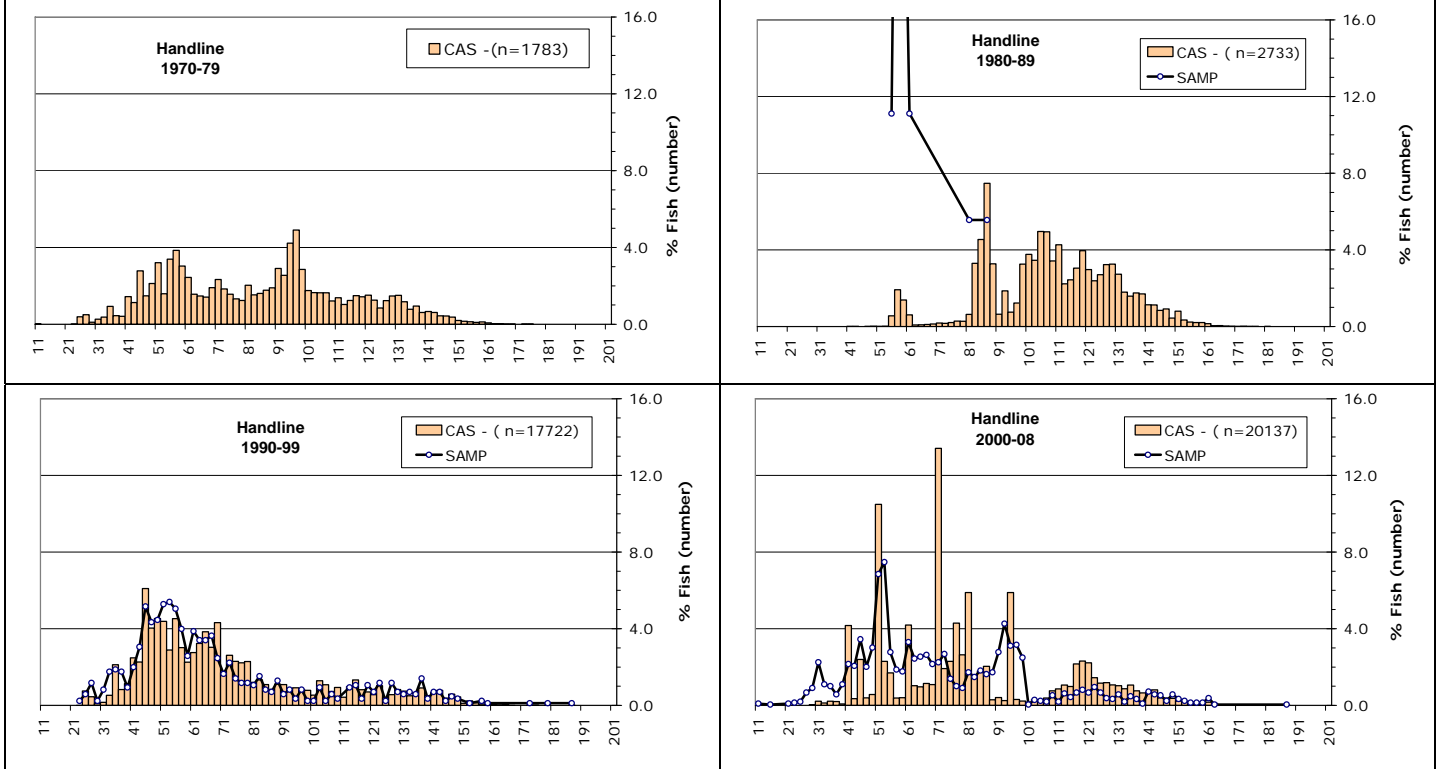 Handline
1970-79
CAS -(n=1783)
16.0
12.0
8.0
4.0
0.0
% Fish (number)
11 21 31 41 51 61 71 81 91 101 111 121 131 141 151 161 171 181 191 201
Handline
1980-89
CAS - ( n=2733)
SAMP
16.0
12.0
8.0
4.0
0.0
% Fish (number)
11 21 31 41 51 61 71 81 91 101 111 121 131 141 151 161 171 181 191 201
Handline
1990-99
CAS - ( n=17722)
SAMP
16.0
12.0
8.0
4.0
0.0
% Fish (number)
11 21 31 41 51 61 71 81 91 101 111 121 131 141 151 161 171 181 191 201
Handline
2000-08
CAS - ( n=20137)
SAMP
16.0
12.0
8.0
4.0
0.0
% Fish (number)
11 21 31 41 51 61 71 81 91 101 111 121 131 141 151 161 171 181 191 201